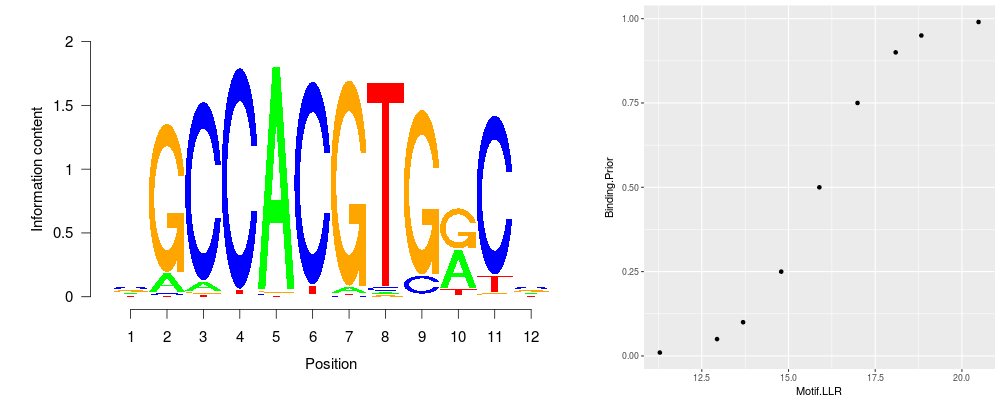 2
1.5
1
0.5
0
Information content
GCCACGTGGC
AAATATACAT
1 2 3 4 5 6 7 8 9 10 11 12
Position
1.00
0.75
0.50
0.25
0.00
Binding.Prior
12.5 15.0 17.5 20.0
Motif.LLR